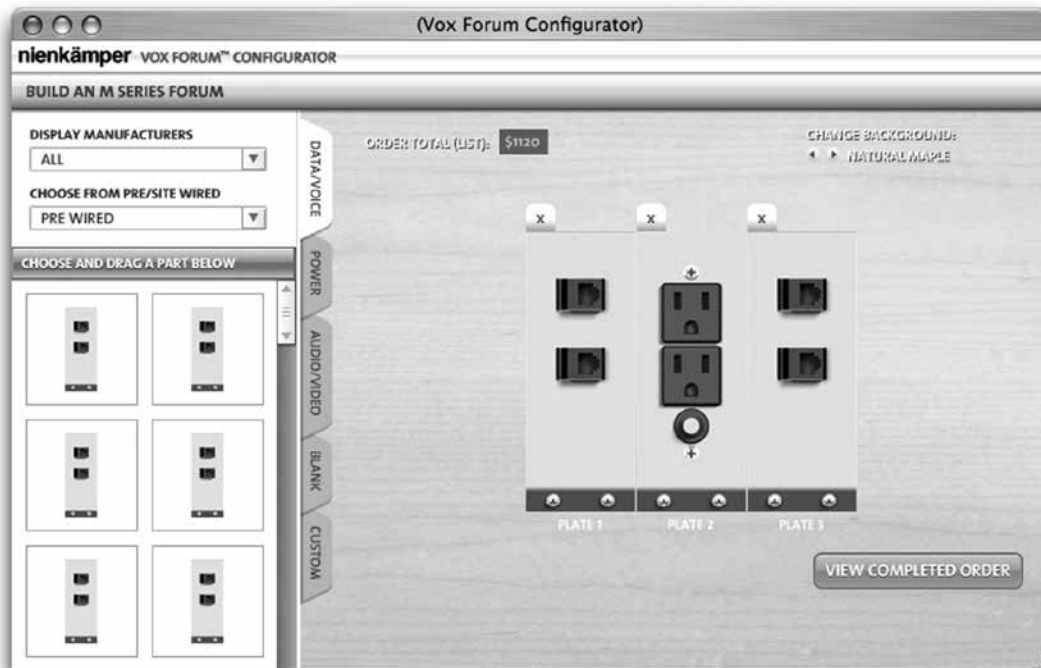 (Vox Forum Configurator)
nienkämper VOX FORUM™ CONFIGURATOR
BUILD AN M SERIES FORUM
DISPLAY MANUFACTURERS
ALL
CHOOSE FROM PRE/SITE WIRED
PRE WIRED
CHOOSE AND DRAG A PART BELOW
DATA/VOICE
POWER
AUDIO/VIDEO
BLANK
CUSTOM
ORDER TOTAL (LIST): $1120
CHANGE BACKGROUND:
NATURAL MAPLE
X X X
PLATE 1 PLATE 2 PLATE 3
VIEW COMPLETED ORDER